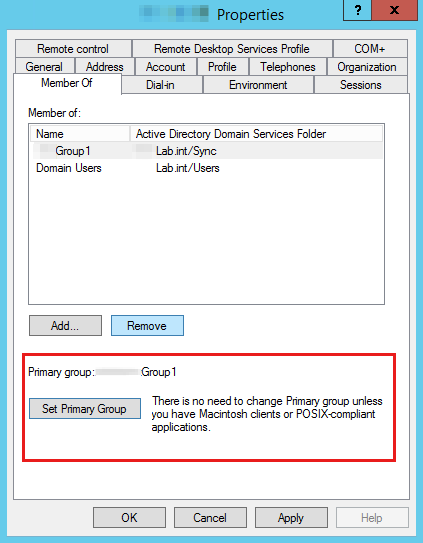 Properties
?
x
Remote control
Remote Desktop Services Profile
COM+
General
Address
Account
Profile
Telephones
Organization
Member Of
Dial-in
Environment
Sessions
Member of:
Name
Active Directory Domain Services Folder
Group1
Lab.int/Sync
Domain Users
Lab.int/Users
Add...
Remove
Primary group:
Group1
Set Primary Group
There is no need to change Primary group unless
you have Macintosh clients or POSIX-compliant
applications.
OK
Cancel
Apply
Help